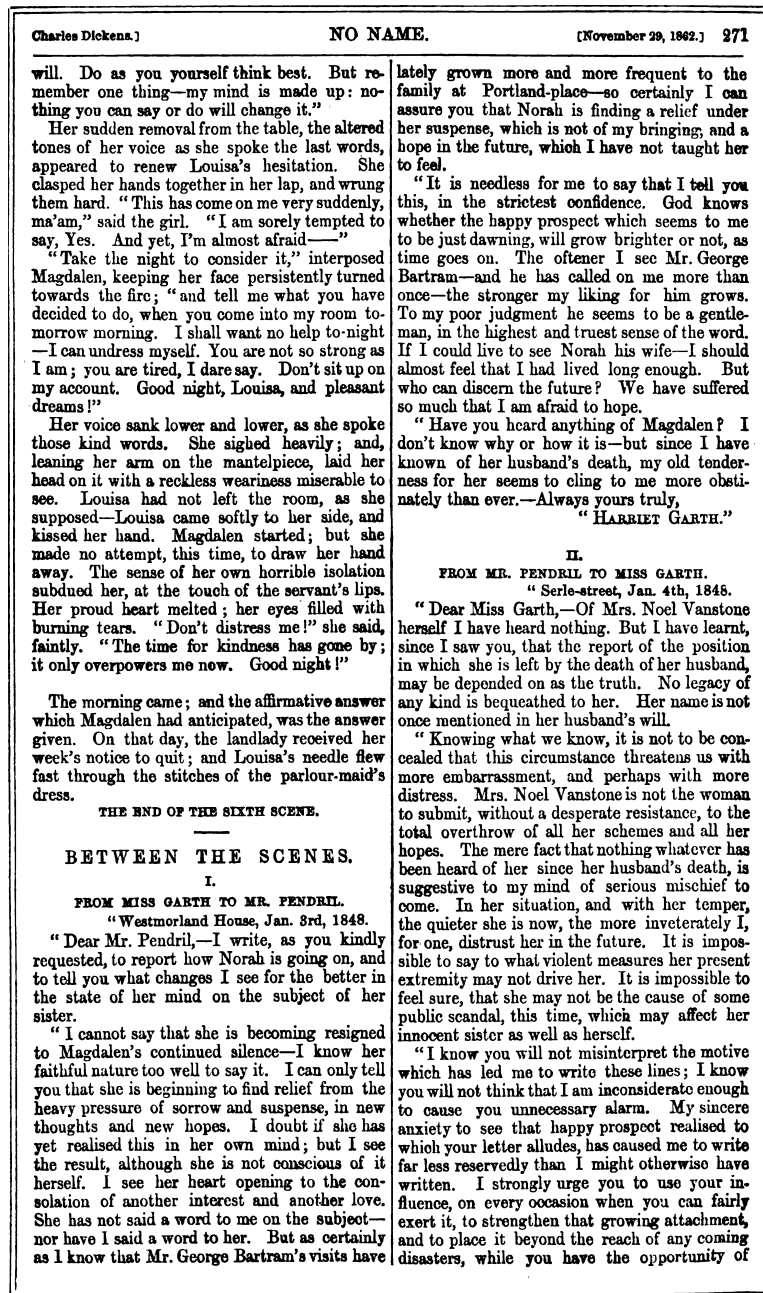 Charles Dickens.] NO NAME. [November 29, 1862.] 271
will. Do as you yourself think best. But re-
member one thing—my mind is made up: no-
thing you can say or do will change it."
Her sudden removal from the table, the altered
tones of her voice as she spoke the last words,
appeared to renew Louisa's hesitation. She
clasped her hands together in her lap, and wrung
them hard. "This has come on me very suddenly,
ma'am," said the girl. "I am sorely tempted to
say, Yes. And yet, I'm almost afraid——"
"Take the night to consider it," interposed
Magdalen, keeping her face persistently turned
towards the fire; "and tell me what you have
decided to do, when you come into my room to-
morrow morning. I shall want no help to-night
—I can undress myself. You are not so strong as
I am; you are tired, I dare say. Don't sit up on
my account. Good night, Louisa, and pleasant
dreams!"
Her voice sank lower and lower, as she spoke
those kind words. She sighed heavily; and,
leaning her arm on the mantelpiece, laid her
head on it with a reckless weariness miserable to
see. Louisa had not left the room, as she
supposed—Louisa came softly to her side, and
kissed her hand. Magdalen started; but she
made no attempt, this time, to draw her hand
away. The sense of her own horrible isolation
subdued her, at the touch of the servant's lips.
Her proud heart melted; her eyes filled with
burning tears. "Don't distress me!" she said,
faintly. "The time for kindness has gone by;
it only overpowers me now. Good night!"
The morning came; and the affirmative answer
which Magdalen had anticipated, was the answer
given. On that day, the landlady received her
week's notice to quit; and Louisa's needle flew
fast through the stitches of the parlour-maid's
dress.
THE END OF THE SIXTH SCENE.
BETWEEN THE SCENES.
I.
FROM MISS GARTH TO MR. PENDRIL.
"Westmorland House, Jan. 3rd, 1848.
"Dear Mr. Pendril,—I write, as you kindly
requested, to report how Norah is going on, and
to tell you what changes I see for the better in
the state of her mind on the subject of her
sister.
"I cannot say that she is becoming resigned
to Magdalen's continued silence—I know her
faithful nature too well to say it. I can only tell
you that she is beginning to find relief from the
heavy pressure of sorrow and suspense, in new
thoughts and new hopes. I doubt if she has
yet realised this in her own mind; but I see
the result, although she is not conscious of it
herself. I see her heart opening to the con-
solation of another interest and another love.
She has not said a word to me on the subject—
nor have I said a word to her. But as certainly
as I know that Mr. George Bartram's visits have
lately grown more and more frequent to the
family at Portland-place—so certainly I can
assure you that Norah is finding a relief under
her suspense, which is not of my bringing, and a
hope in the future, which I have not taught her
to feel.
"It is needless for me to say that I tell you
this, in the strictest confidence. God knows
whether the happy prospect which seems to me
to be just dawning, will grow brighter or not, as
time goes on. The oftener I see Mr. George
Bartram—and he has called on me more than
once—the stronger my liking for him grows.
To my poor judgment he seems to be a gentle-
man, in the highest and truest sense of the word.
If I could live to see Norah his wife—I should
almost feel that I had lived long enough. But
who can discern the future? We have suffered
so much that I am afraid to hope.
"Have you heard anything of Magdalen? I
don't know why or how it is—but since I have
known of her husband's death, my old tender-
ness for her seems to cling to me more obsti-
nately than ever.—Always yours truly,
"HARRIET GARTH."
II.
FROM MR. PENDRIL TO MISS GARTH.
"Serle-street, Jan. 4th, 1848.
"Dear Miss Garth,—Of Mrs. Noel Vanstone
herself I have heard nothing. But I have learnt,
since I saw you, that the report of the position
in which she is left by the death of her husband,
may be depended on as the truth. No legacy of
any kind is bequeathed to her. Her name is not
once mentioned in her husband's will.
"Knowing what we know, it is not to be con-
cealed that this circumstance threatens us with
more embarrassment, and perhaps with more
distress. Mrs. Noel Vanstone is not the woman
to submit, without a desperate resistance, to the
total overthrow of all her schemes and all her
hopes. The mere fact that nothing whatever has
been heard of her since her husband's death, is
suggestive to my mind of serious mischief to
come. In her situation, and with her temper,
the quieter she is now, the more inveterately I,
for one, distrust her in the future. It is impos-
sible to say to what violent measures her present
extremity may not drive her. It is impossible to
feel sure, that she may not be the cause of some
public scandal, this time, which may affect her
innocent sister as well as herself.
"I know you will not misinterpret the motive
which has led me to write these lines; I know
you will not think that I am inconsiderate enough
to cause you unnecessary alarm. My sincere
anxiety to see that happy prospect realised to
which your letter alludes, has caused me to write
far less reservedly than I might otherwise have
written. I strongly urge you to use your in-
fluence, on every occasion when you can fairly
exert it, to strengthen that growing attachment,
and to place it beyond the reach of any coming
disasters, while you have the opportunity of